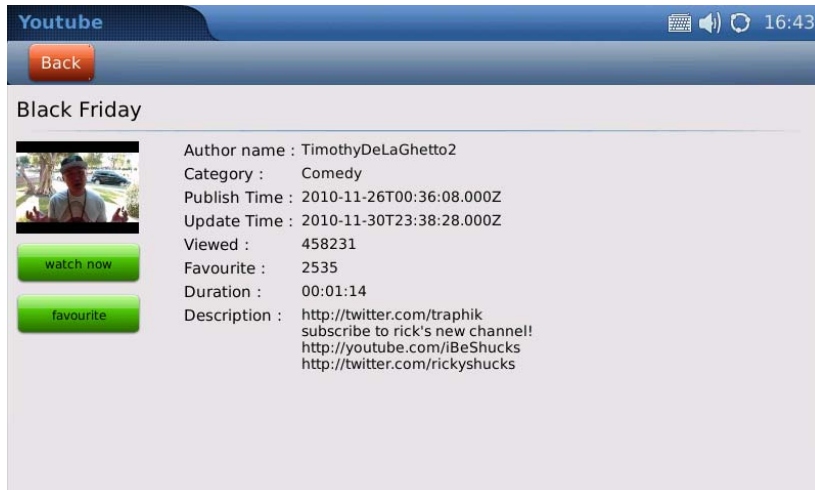 Youtube
16:43
Back
Black Friday
Author name : TimothyDeLaGhetto2
Category : Comedy
Publish Time : 2010-11-26T00:36:08.000Z
Update Time : 2010-11-30T23:38:28.000Z
Viewed : 458231
Favourite : 2535
Duration : 00:01:14
Description : http://twitter.com/traphik
subscribe to rick's new channel!
http://youtube.com/iBeShucks
http://twitter.com/rickyshucks
watch now
favourite